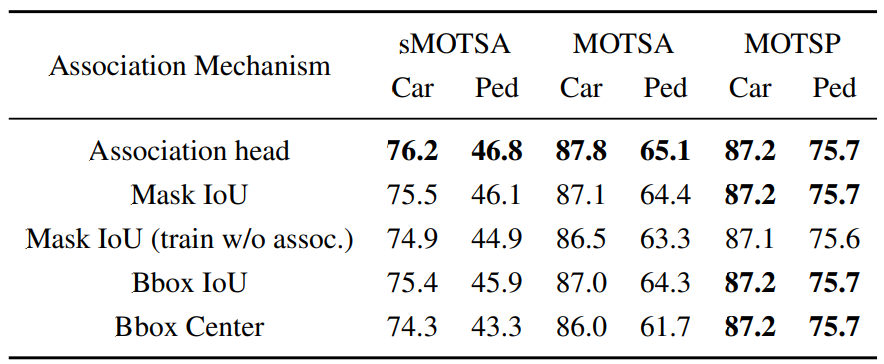 Association Mechanism sMOTSA MOTSA MOTSP
Car Ped Car Ped Car Ped
Association head 76.2 46.8 87.8 65.1 87.2 75.7
Mask IoU 75.5 46.1 87.1 64.4 87.2 75.7
Mask IoU (train w/o assoc.) 74.9 44.9 86.5 63.3 87.1 75.6
Bbox IoU 75.4 45.9 87.0 64.3 87.2 75.7
Bbox Center 74.3 43.3 86.0 61.7 87.2 75.7